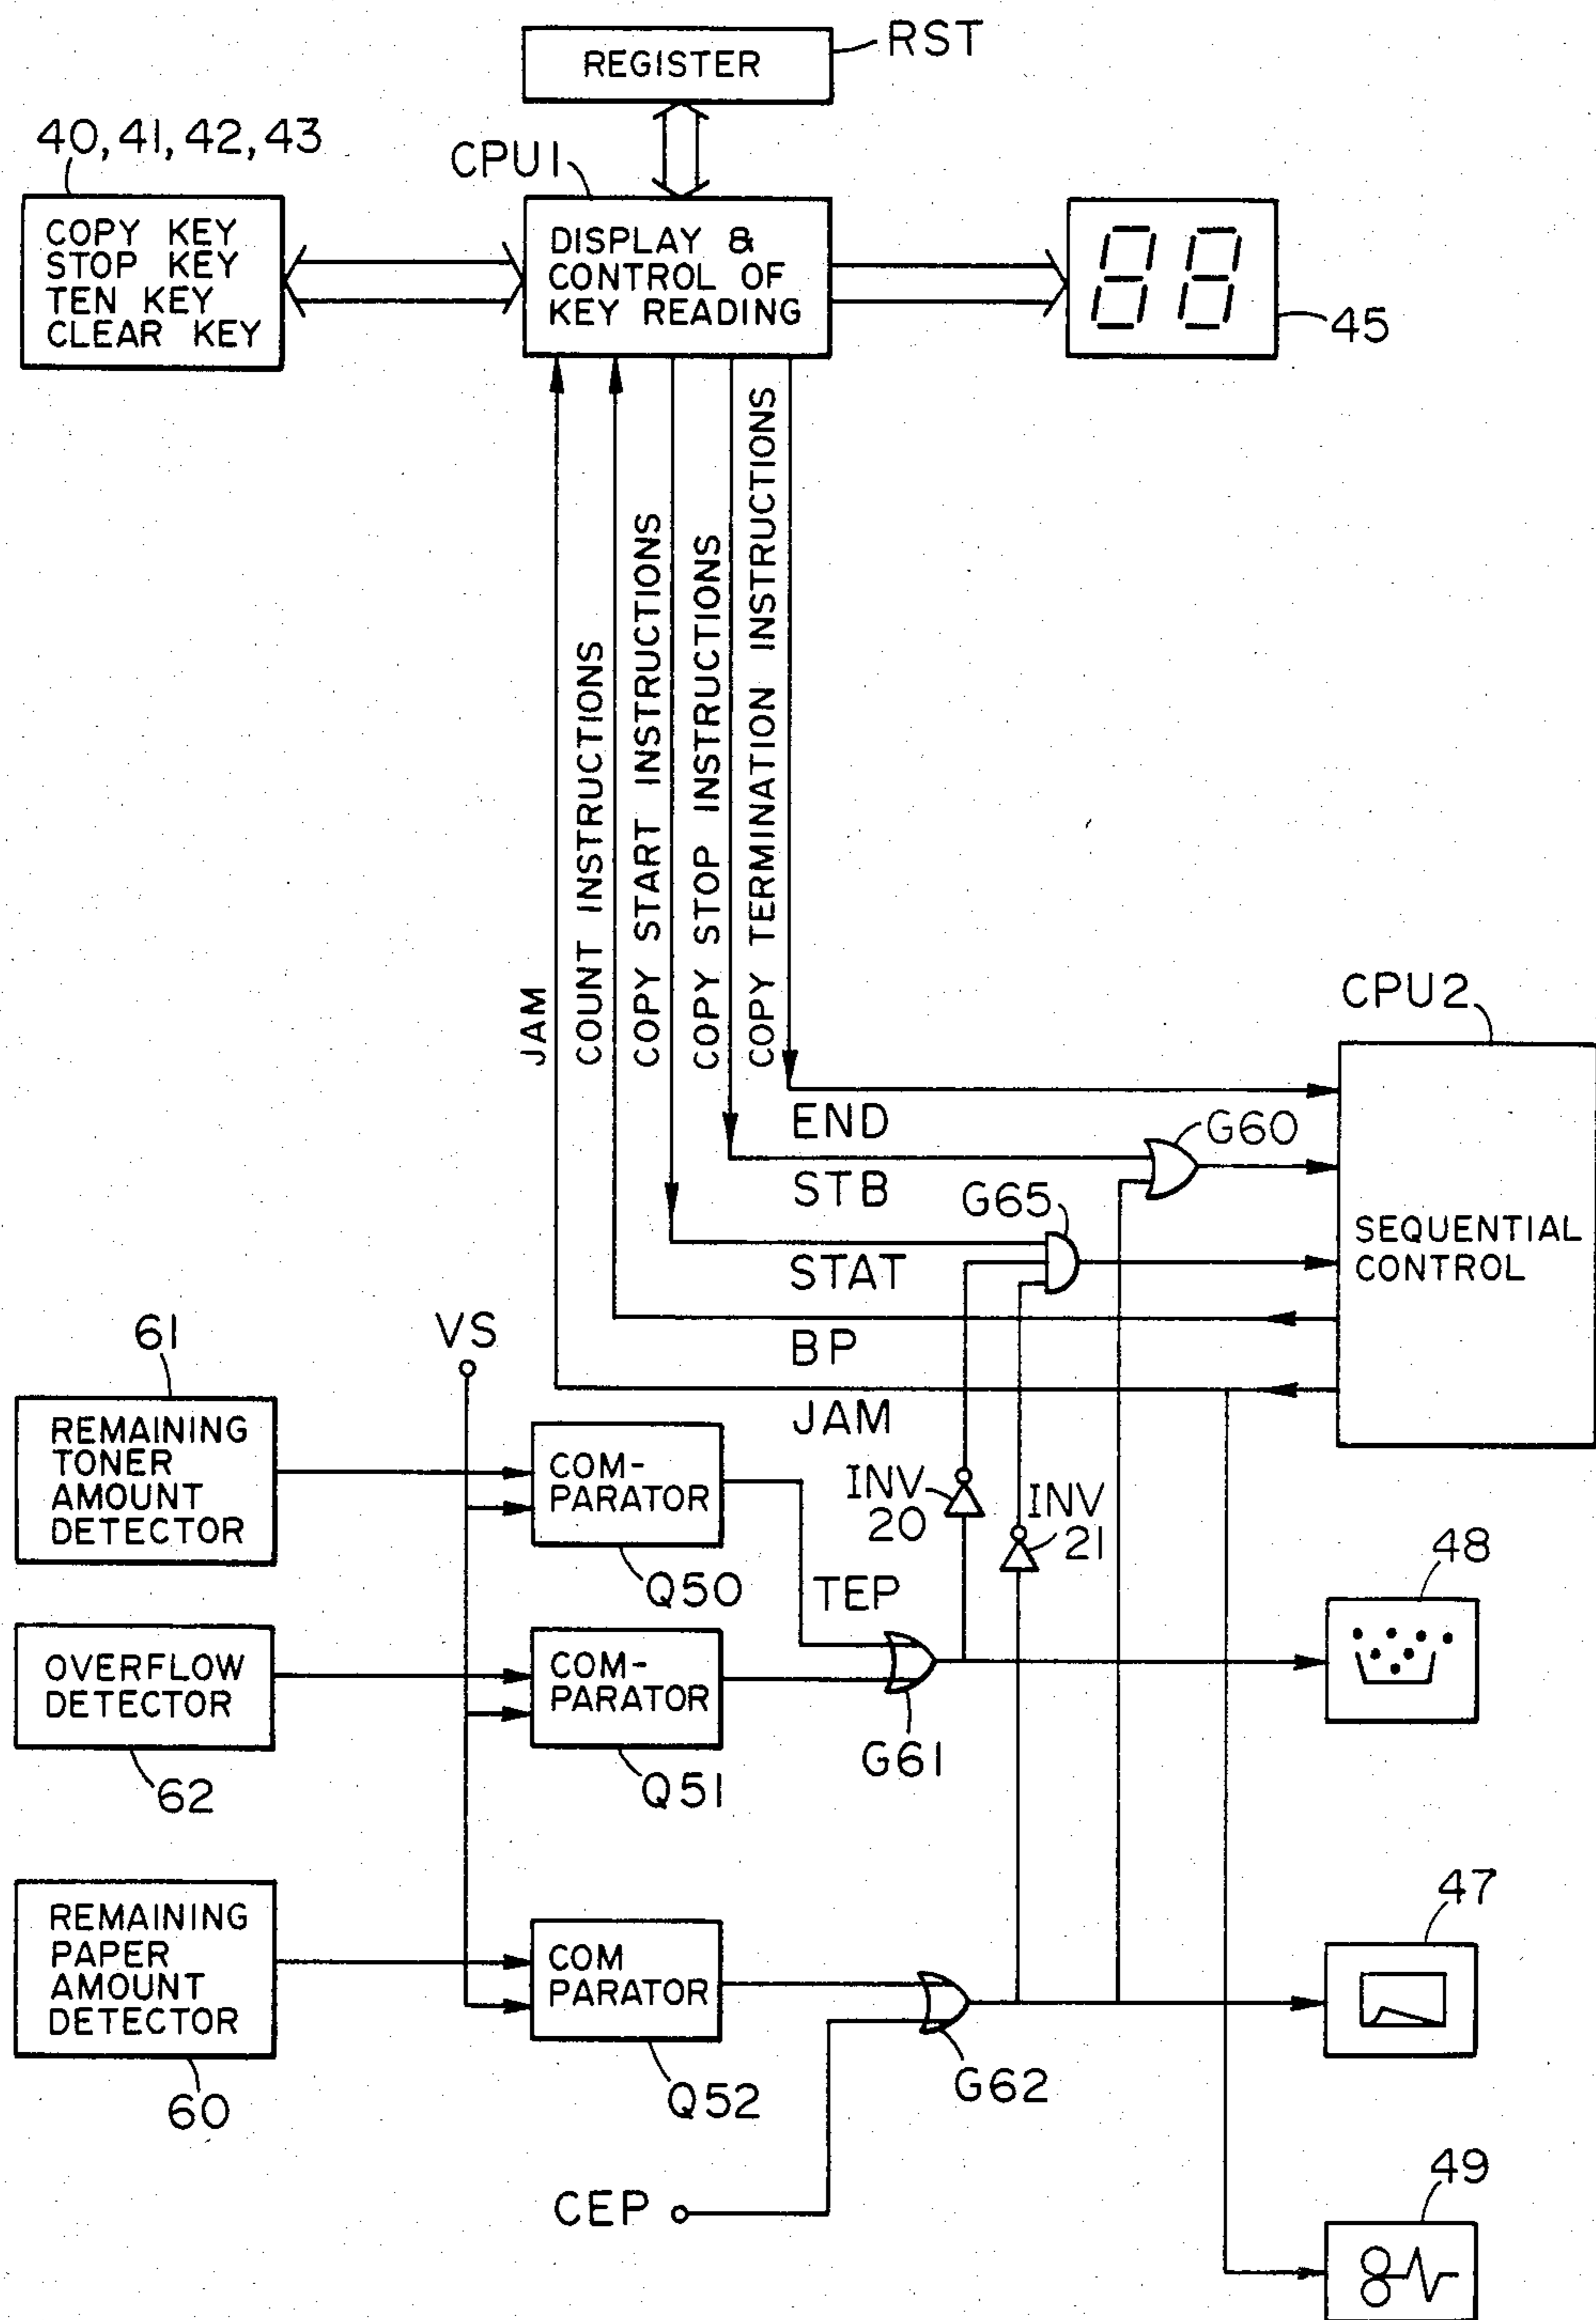 REGISTER
RST
40, 41, 42, 43
CPU1
COPY KEY
STOP KEY
TEN KEY
CLEAR KEY
DISPLAY &
CONTROL OF
KEY READING
88
45
JAM
COUNT INSTRUCTIONS
COPY START INSTRUCTIONS
COPY STOP INSTRUCTIONS
COPY TERMINATION INSTRUCTIONS
CPU2
END
G60
STB
G65
SEQUENTIAL
CONTROL
STAT
BP
JAM
61
VS
REMAINING
TONER
AMOUNT
DETECTOR
COM-
PARATOR
Q50
INV
20
INV
21
TEP
48
OVERFLOW
DETECTOR
62
COM-
PARATOR
Q51
G61
REMAINING
PAPER
AMOUNT
DETECTOR
60
COM
PARATOR
Q52
G62
47
CEP
49